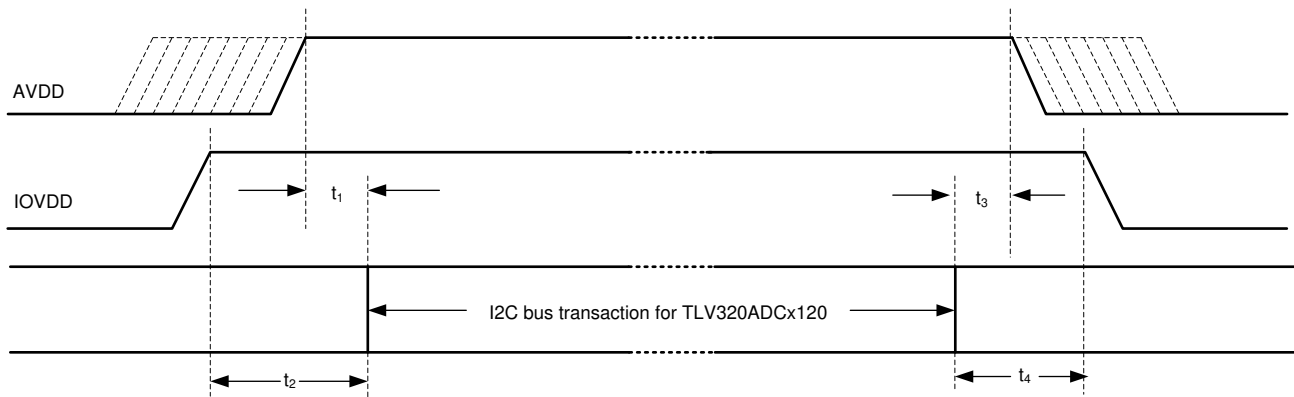 AVDD
IOVDD
t1
t3
I2C bus transaction for TLV320ADCx120
t2
t4